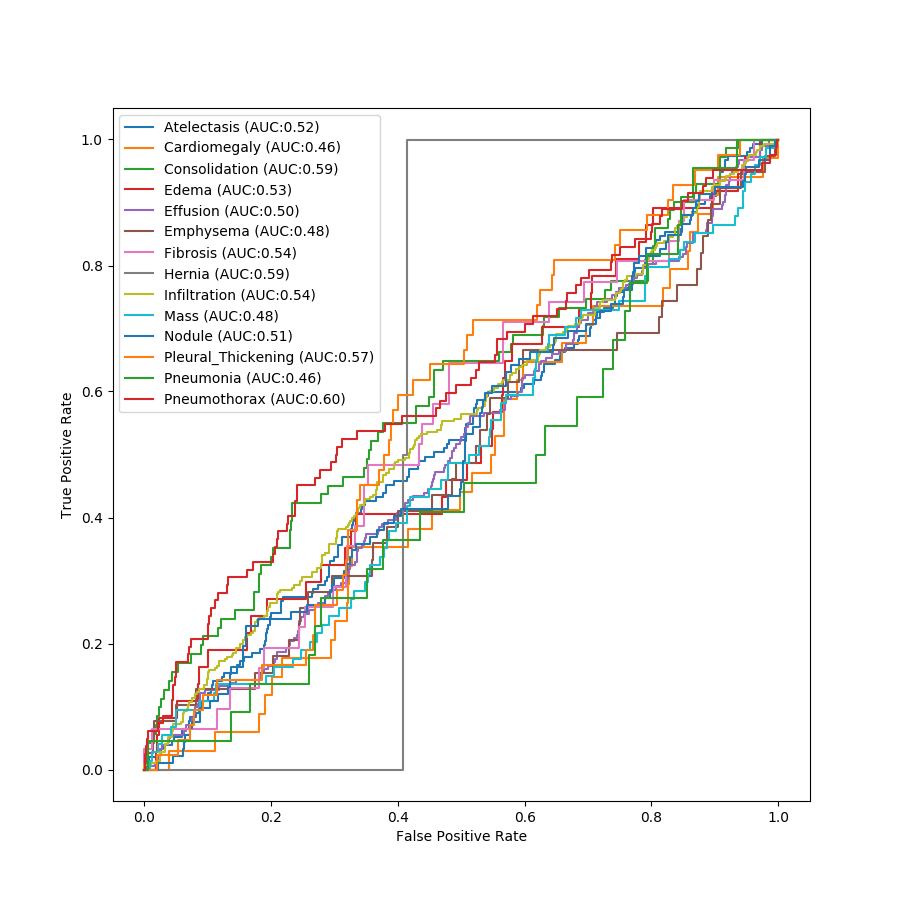 Atelectasis (AUC:0.52)
Cardiomegaly (AUC:0.46)
Consolidation (AUC:0.59)
Edema (AUC:0.53)
Effusion (AUC:0.50)
Emphysema (AUC:0.48)
Fibrosis (AUC:0.54)
Hernia (AUC:0.59)
Infiltration (AUC:0.54)
Mass (AUC:0.48)
Nodule (AUC:0.51)
Pleural_Thickening (AUC:0.57)
Pneumonia (AUC:0.46)
Pneumothorax (AUC:0.60)
True Positive Rate
1.0
0.8
0.6
0.4
0.2
0.0
0.0 0.2 0.4 0.6 0.8 1.0
False Positive Rate